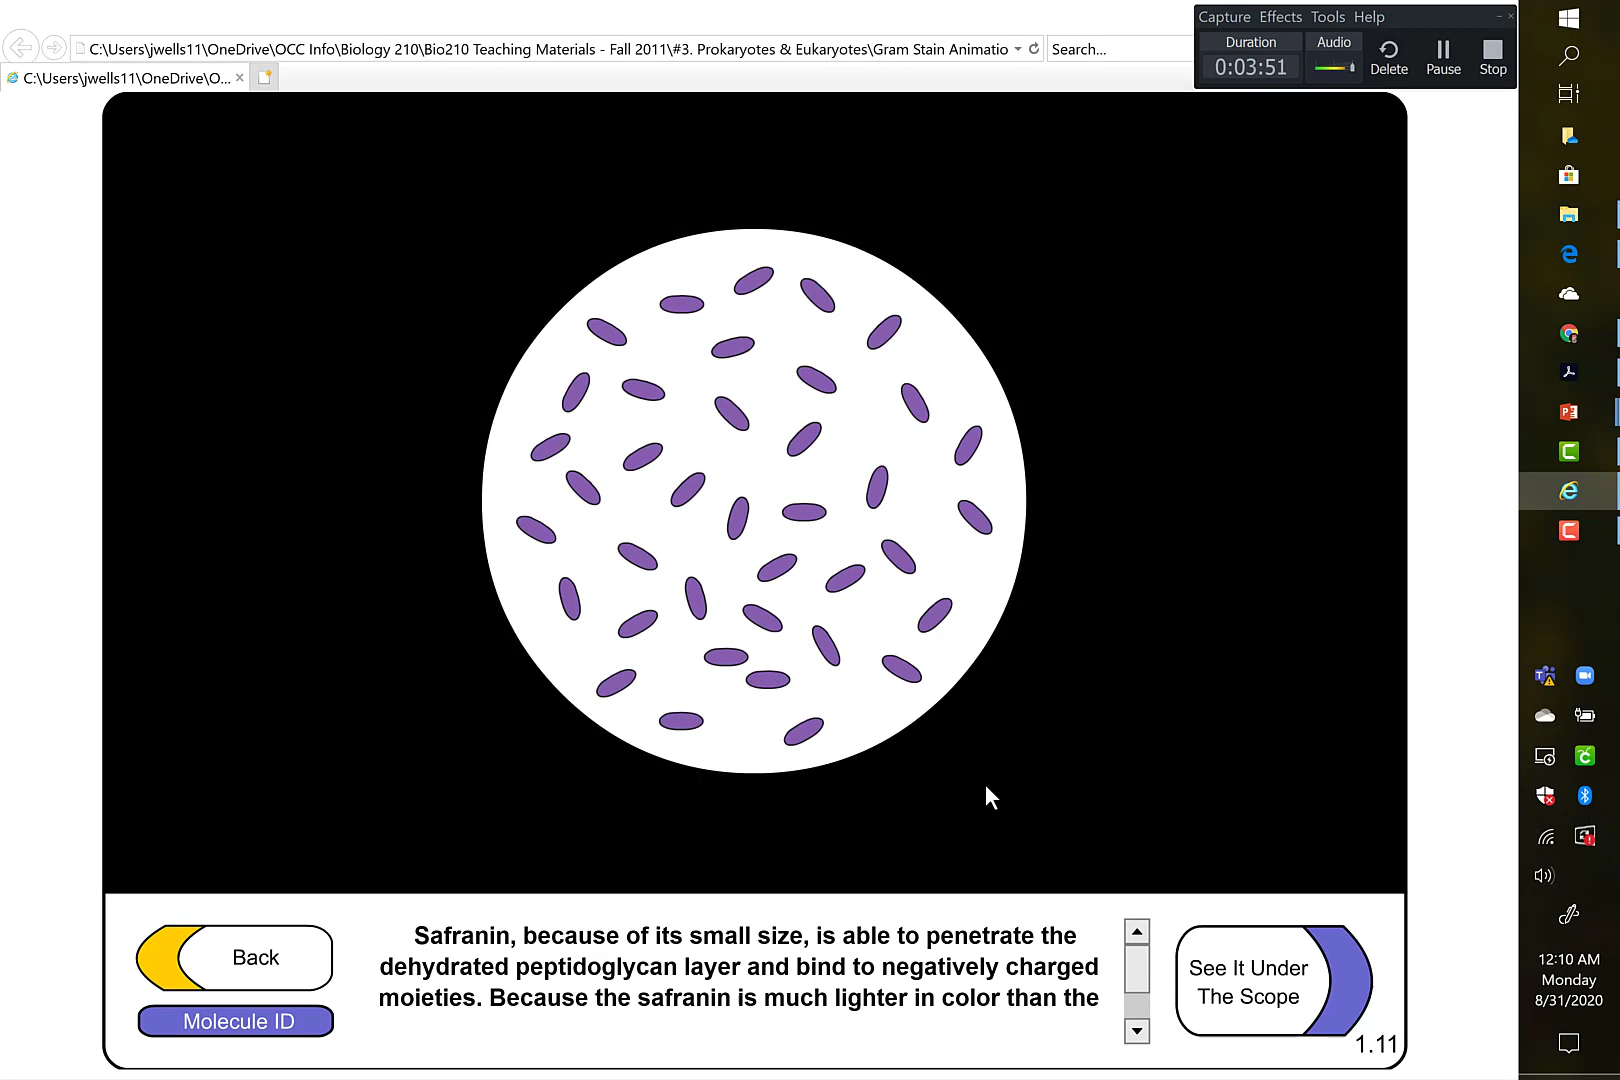 Capture Effects Tools Help
C:\Users\jwells11\OneDrive\OCC Info\Biology 210\Bio210 Teaching Materials - Fall 2011\#3. Prokaryotes & Eukaryotes\Gram Stain Animatio
Search...
Duration
0:03:51
Audio
Delete
Pause
Stop
C:\Users\jwells11\OneDrive\O...
Back
Molecule ID
Safranin, because of its small size, is able to penetrate the
dehydrated peptidoglycan layer and bind to negatively charged
moieties. Because the safranin is much lighter in color than the
See It Under
The Scope
1.11
12:10 AM
Monday
8/31/2020